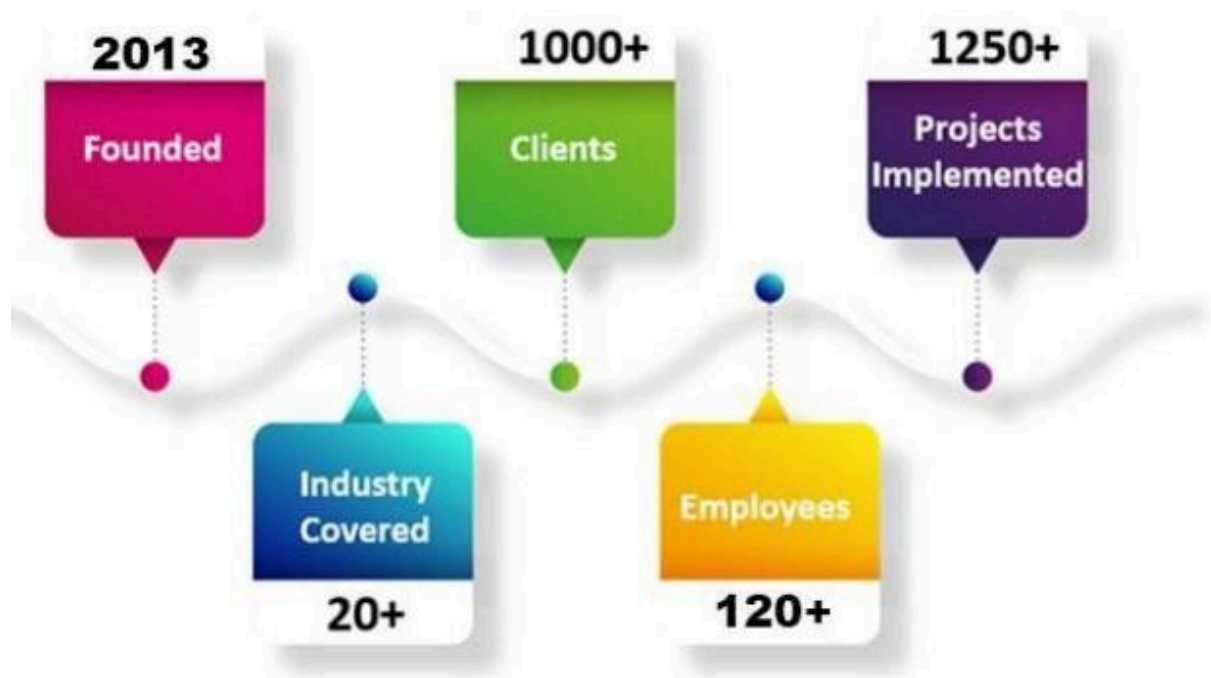 2013
Founded
Industry
Covered
20+
1000+
Clients
Employees
120+
1250+
Projects
Implemented